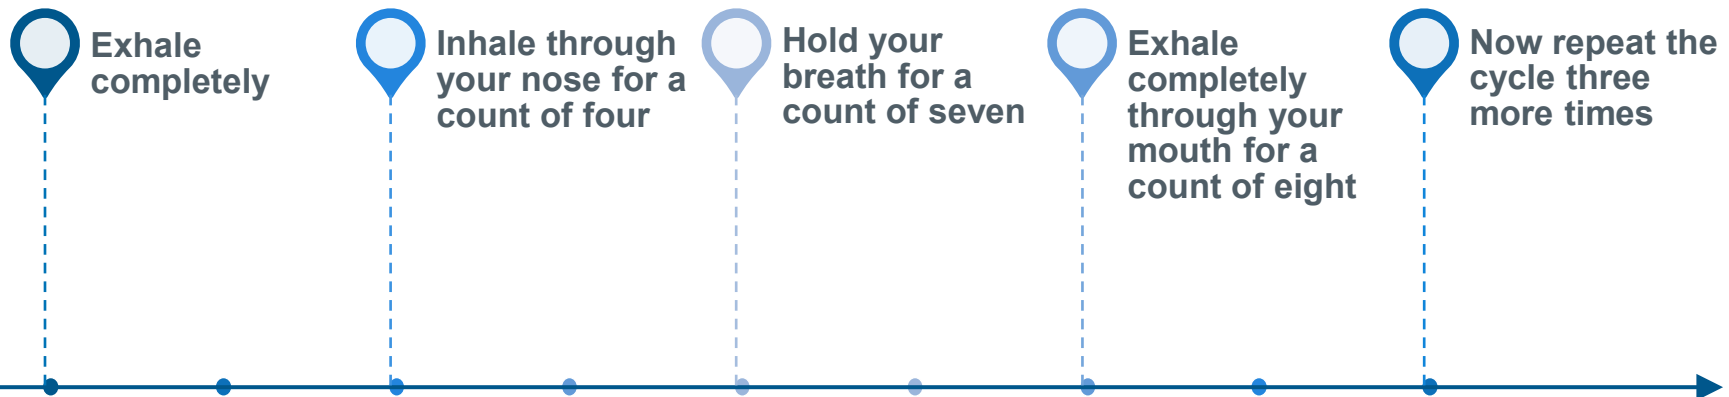 Exhale
completely
Inhale through
your nose for a
count of four
Hold your
breath for a
count of seven
Exhale
completely
through your
mouth for a
count of eight
Now repeat the
cycle three
more times